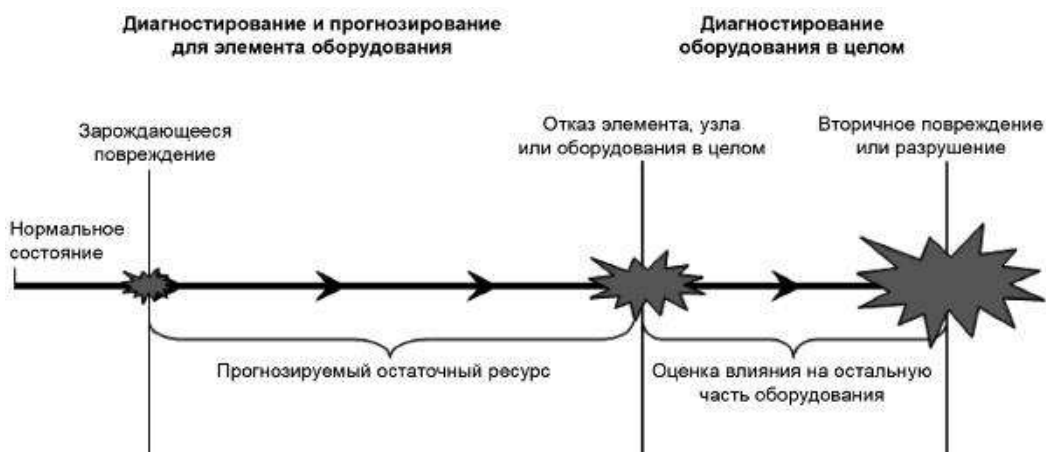 Диагностирование и прогнозирование
для элемента оборудования
Диагностирование
оборудования в целом
Зарождающееся
повреждение
Отказ элемента, узла
или оборудования в целом
Вторичное повреждение
или разрушение
Нормальное
состояние
Прогнозируемый остаточный ресурс
Оценка влияния на остальную
часть оборудования